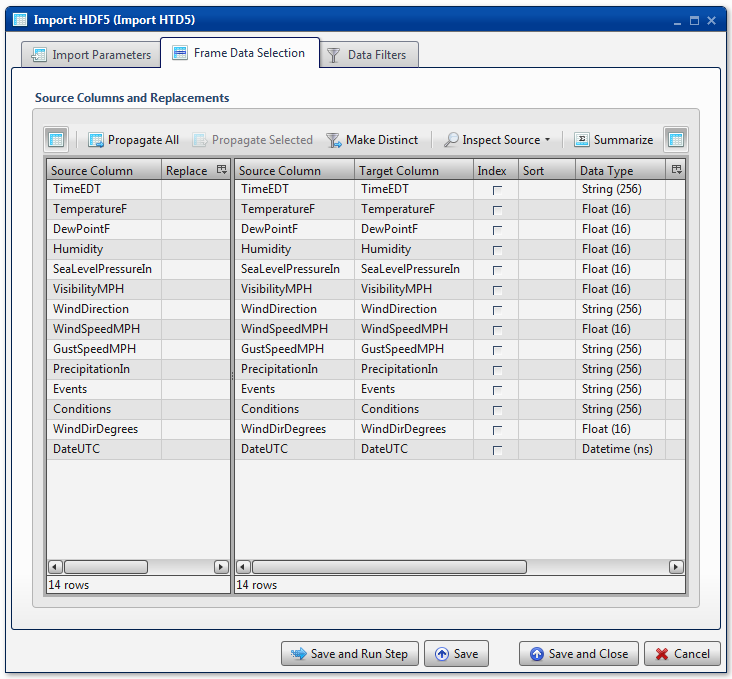 Import: HDF5 (Import HTD5)
Import Parameters Frame Data Selection Data Filters
Source Columns and Replacements
Propagate All Propagate Selected Make Distinct Inspect Source Summarize
Source Column Replace Source Column Target Column Index Sort Data Type
TimeEDT TimeEDT TimeEDT String (256)
TemperatureF TemperatureF TemperatureF Float (16)
DewPointF DewPointF DewPointF Float (16)
Humidity Humidity Humidity Float (16)
SeaLevelPressureIn SeaLevelPressureIn SeaLevelPressureIn Float (16)
VisibilityMPH VisibilityMPH VisibilityMPH Float (16)
WindDirection WindDirection WindDirection String (256)
WindSpeedMPH WindSpeedMPH WindSpeedMPH Float (16)
GustSpeedMPH GustSpeedMPH GustSpeedMPH String (256)
PrecipitationIn PrecipitationIn PrecipitationIn String (256)
Events Events Events String (256)
Conditions Conditions Conditions String (256)
WindDirDegrees WindDirDegrees WindDirDegrees Float (16)
DateUTC DateUTC DateUTC Datetime (ns)
14 rows 14 rows
Save and Run Step Save Save and Close Cancel